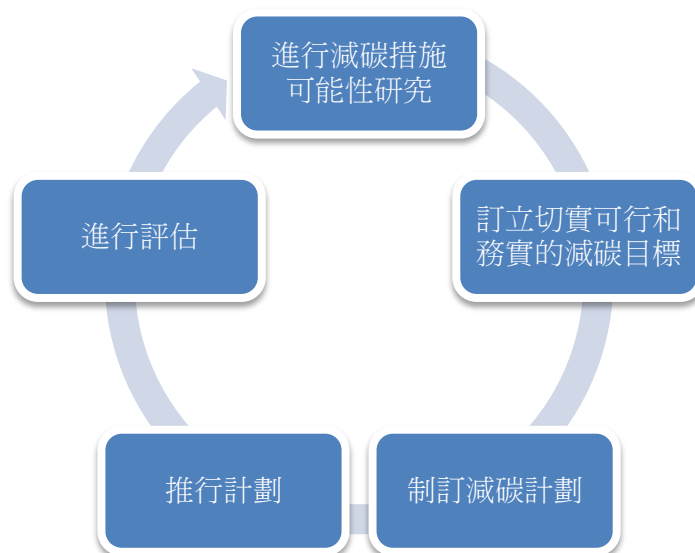 進行減碳措施
可能性研究
訂立切實可行和
務實的減碳目標
制訂減碳計劃
推行計劃
進行評估